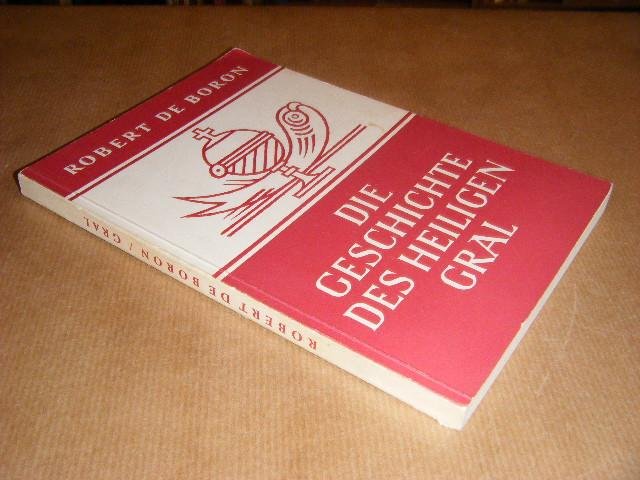 ROBERT DE BORON
DIE
GESCHICHTE
DES HEILIGEN
GRAL
ROBERT DE BORON / GRAL